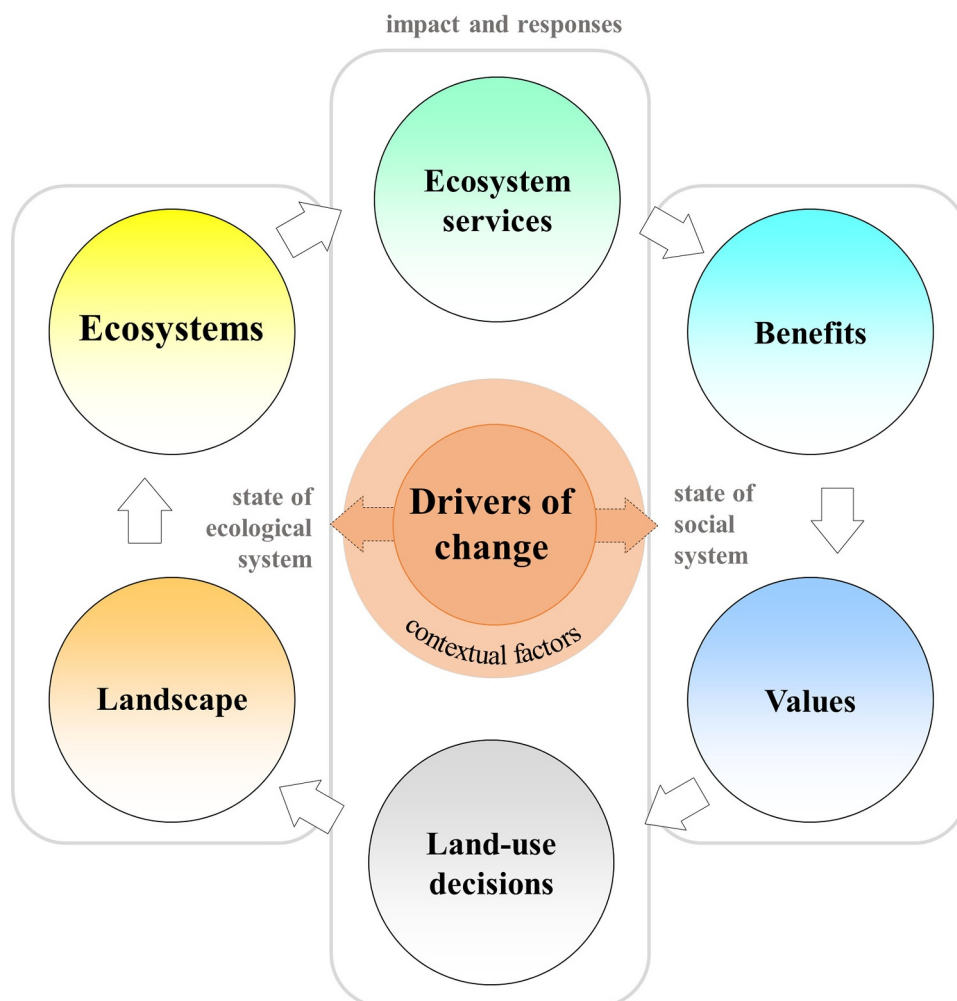 impact and responses
Ecosystem
services
Ecosystems
Benefits
Drivers of
change
contextual factors
state of
ecological
system
state of
social
system
Landscape
Values
Land-use
decisions